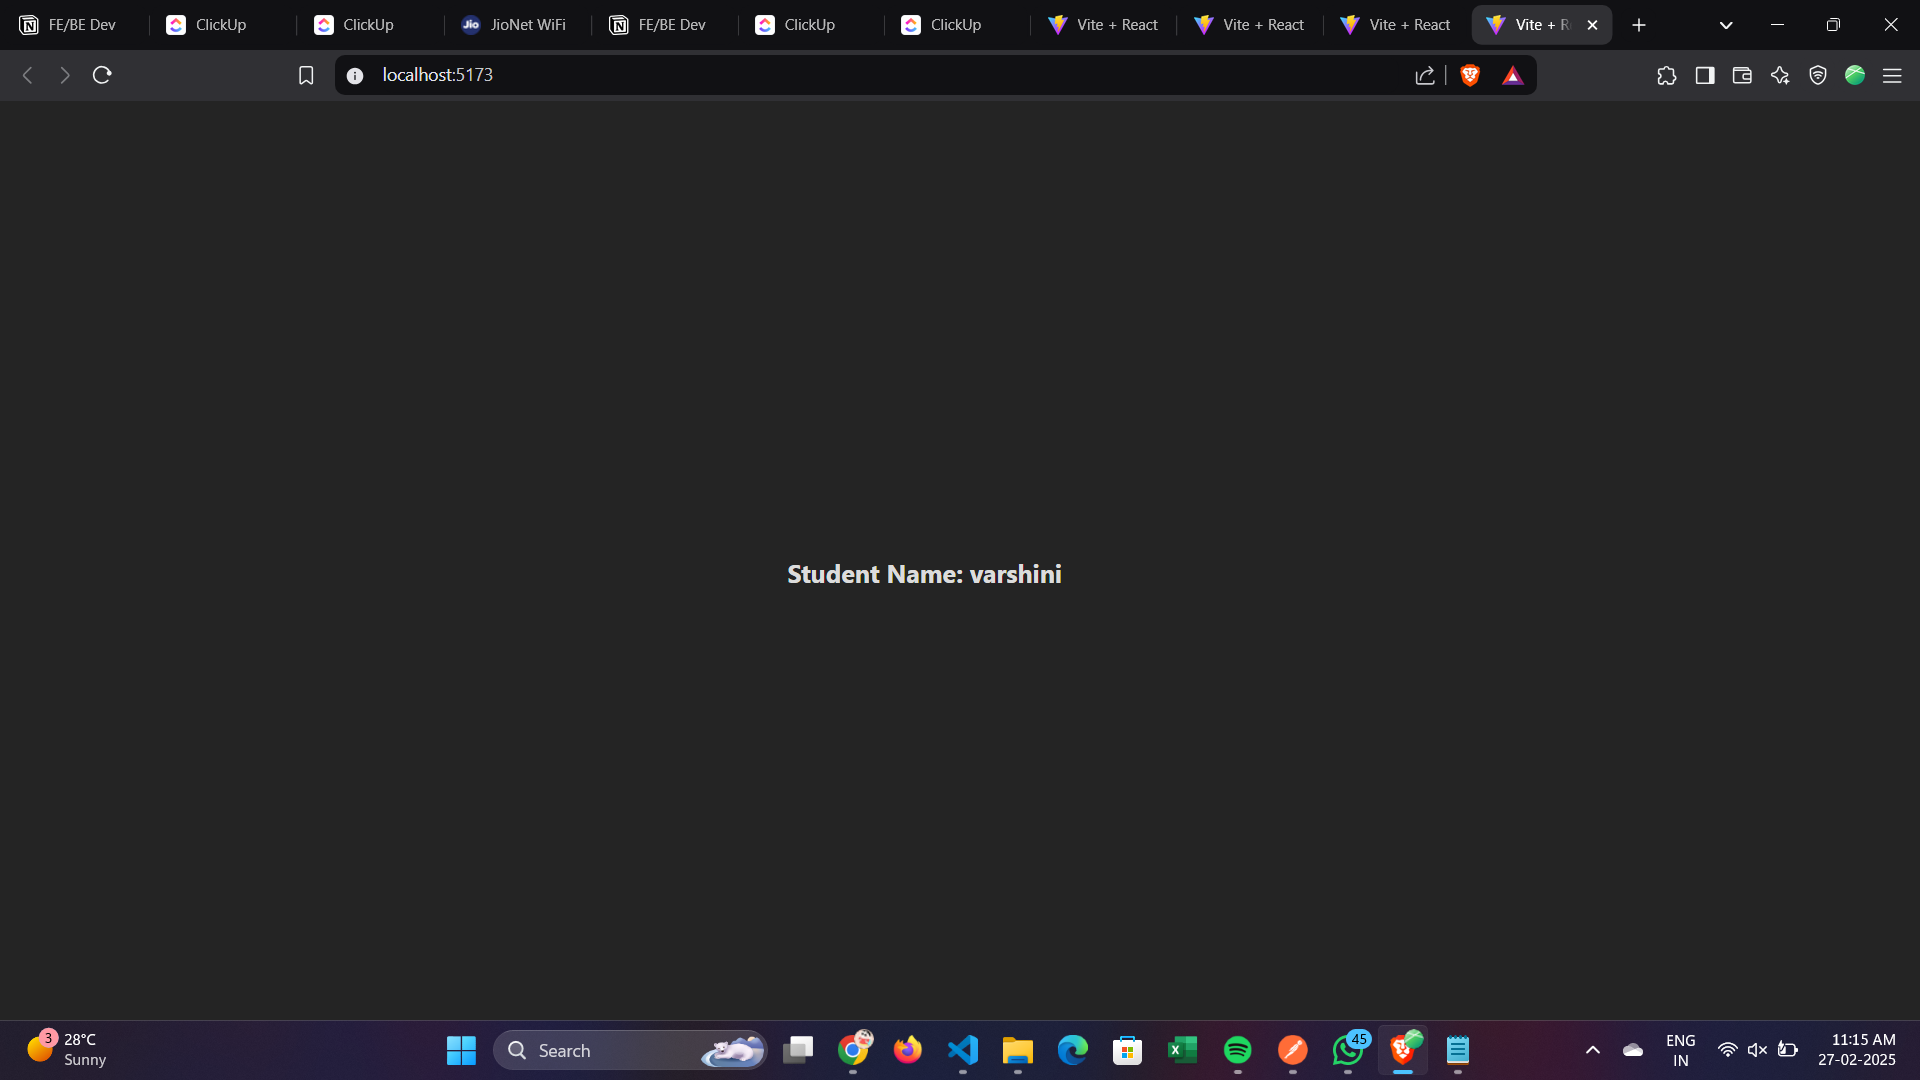 FE/BE Dev
ClickUp
ClickUp
Jio JioNet WiFi
FE/BE Dev
ClickUp
ClickUp
Vite + React
Vite + React
Vite + React
Vite + R
localhost:5173
Student Name: varshini
3
28°C
Sunny
Search
45
ENG
IN
11:15 AM
27-02-2025